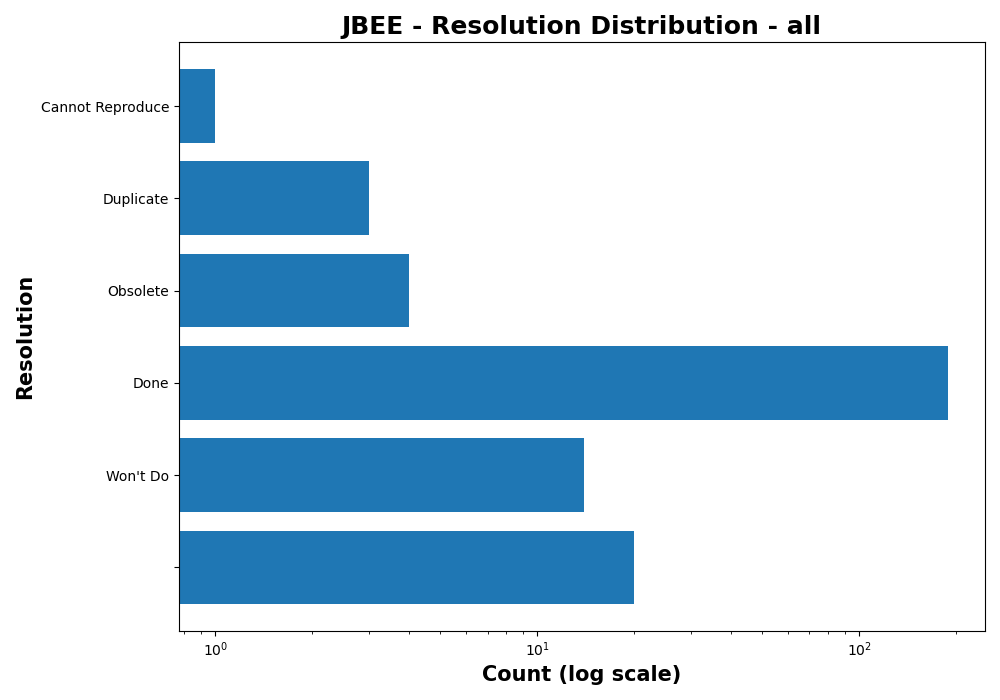 JBEE - Resolution Distribution - all
Cannot Reproduce
Duplicate
Obsolete
Done
Won't Do
Resolution
10⁰ 10¹ 10²
Count (log scale)